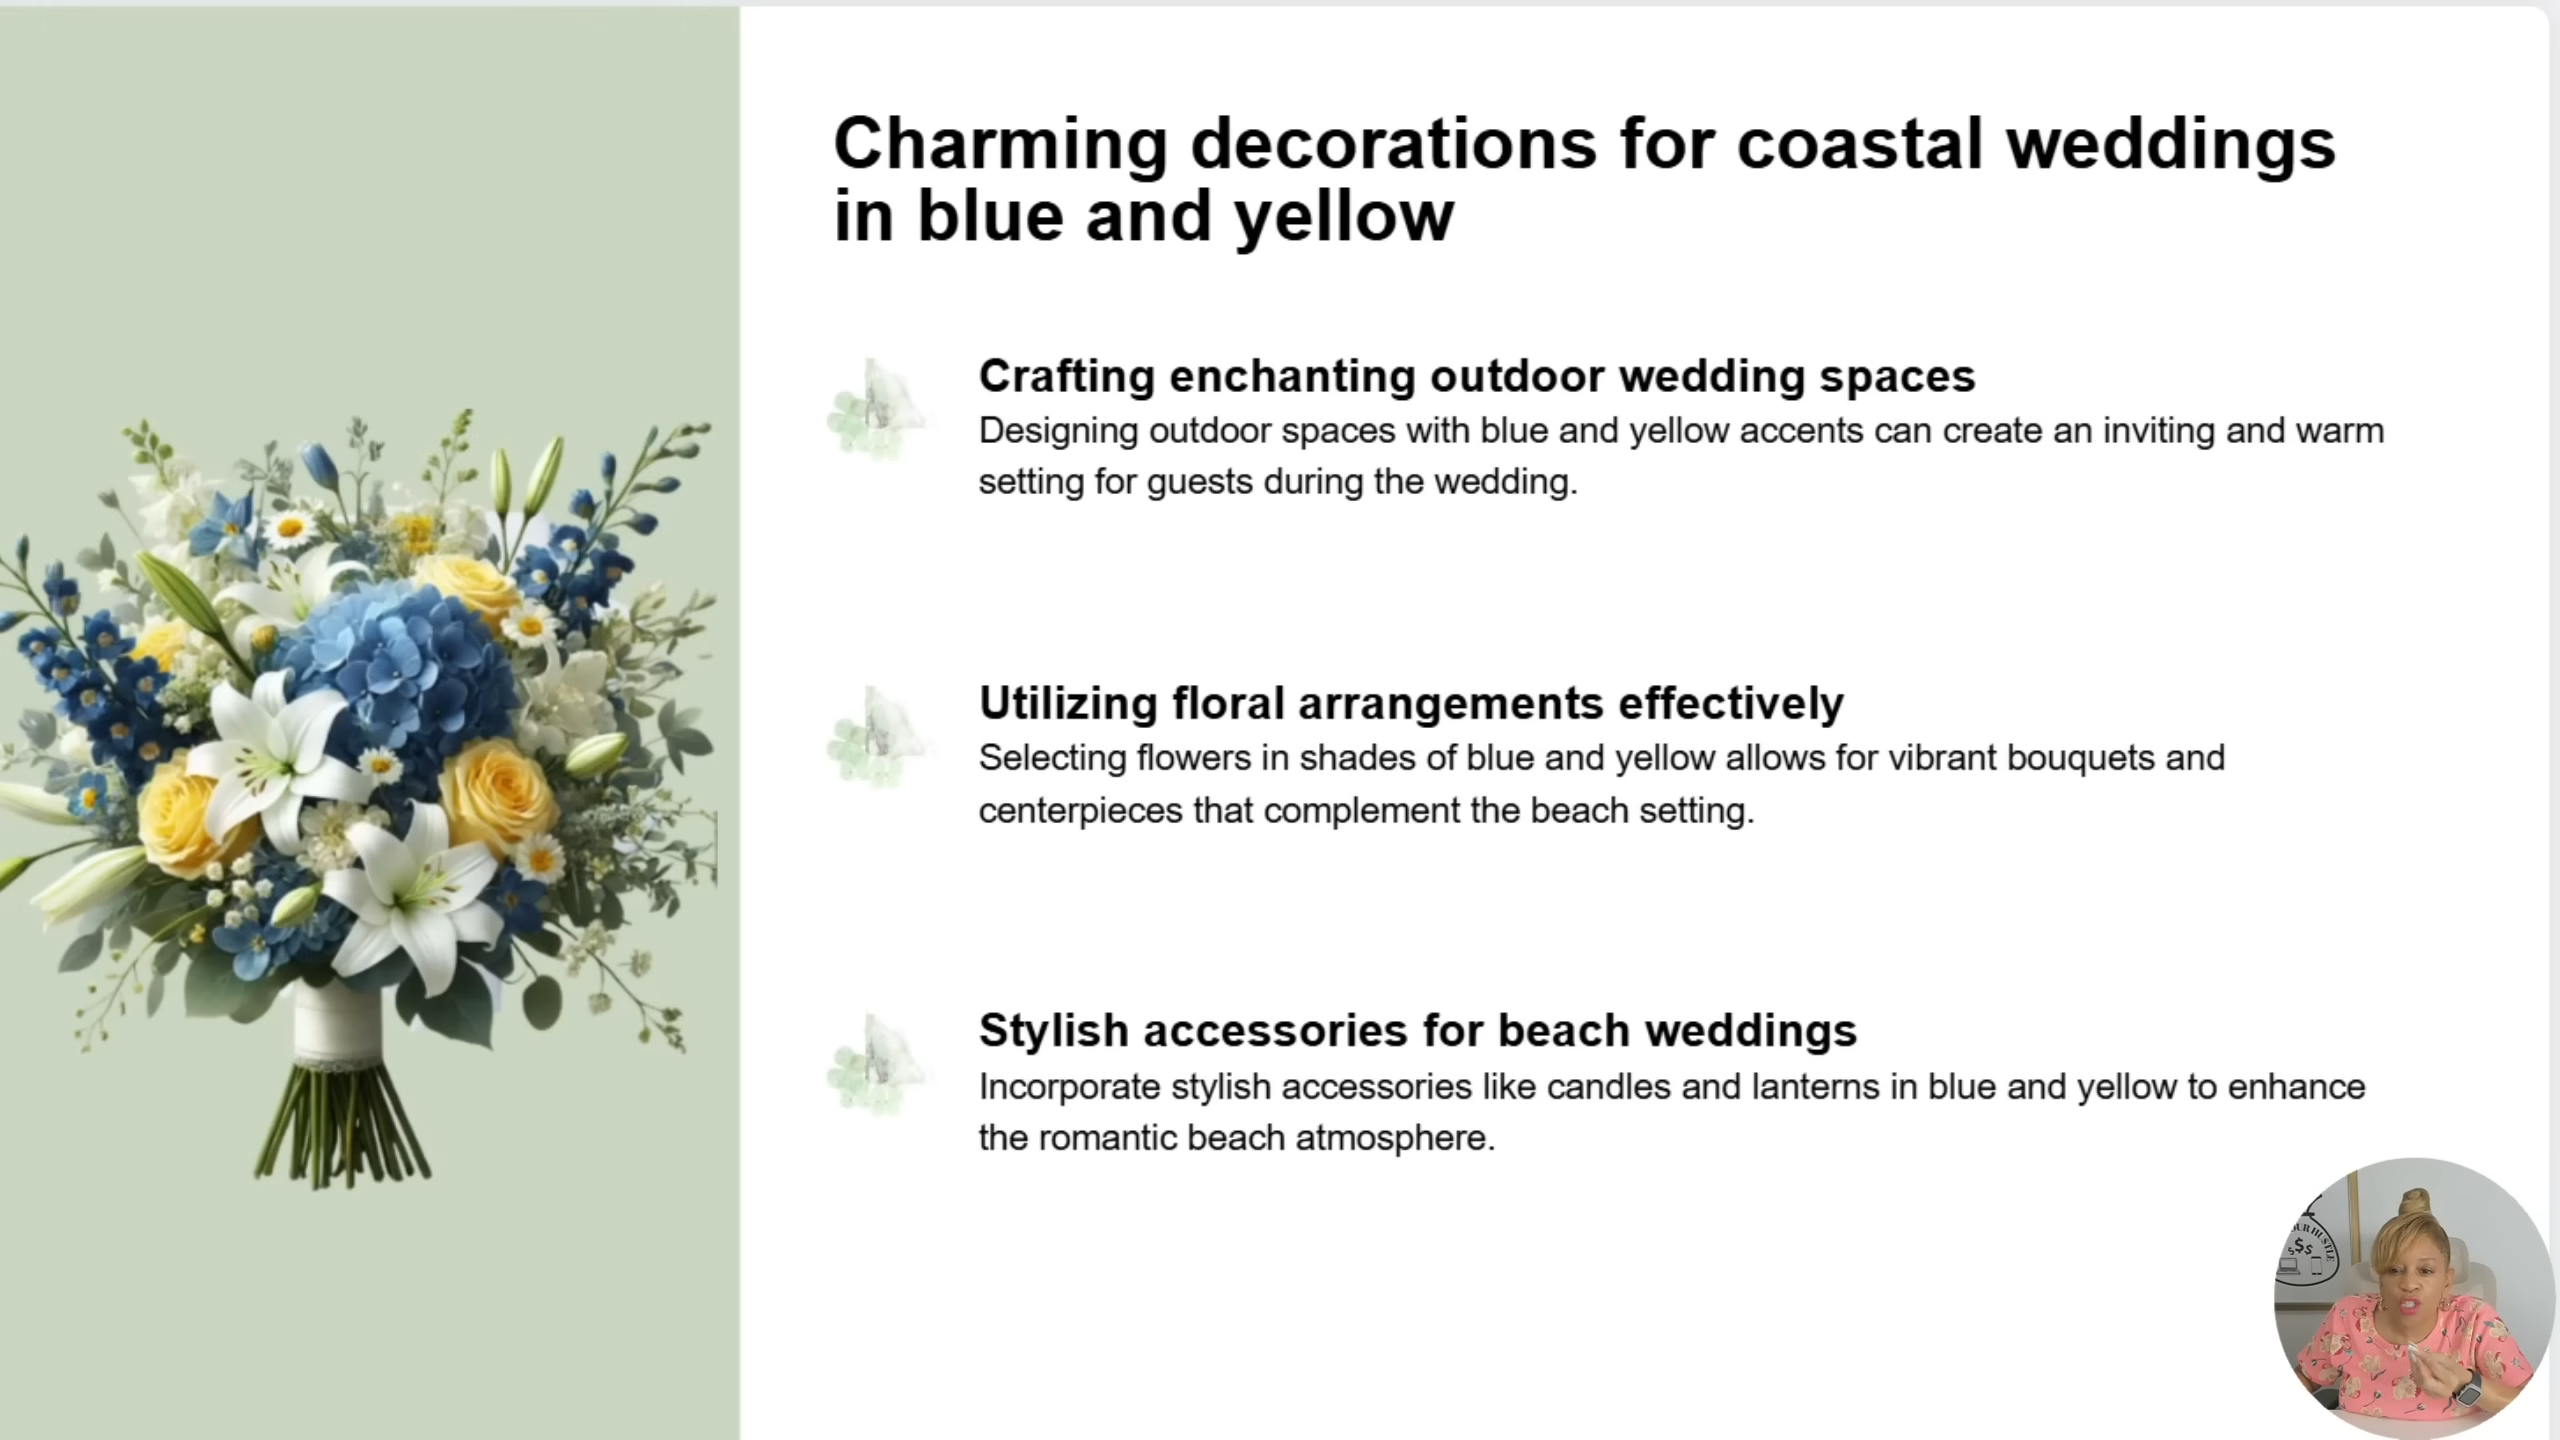 Charming decorations for coastal weddings
in blue and yellow
Crafting enchanting outdoor wedding spaces
Designing outdoor spaces with blue and yellow accents can create an inviting and warm
setting for guests during the wedding.
Utilizing floral arrangements effectively
Selecting flowers in shades of blue and yellow allows for vibrant bouquets and
centerpieces that complement the beach setting.
Stylish accessories for beach weddings
Incorporate stylish accessories like candles and lanterns in blue and yellow to enhance
the romantic beach atmosphere.
$$$